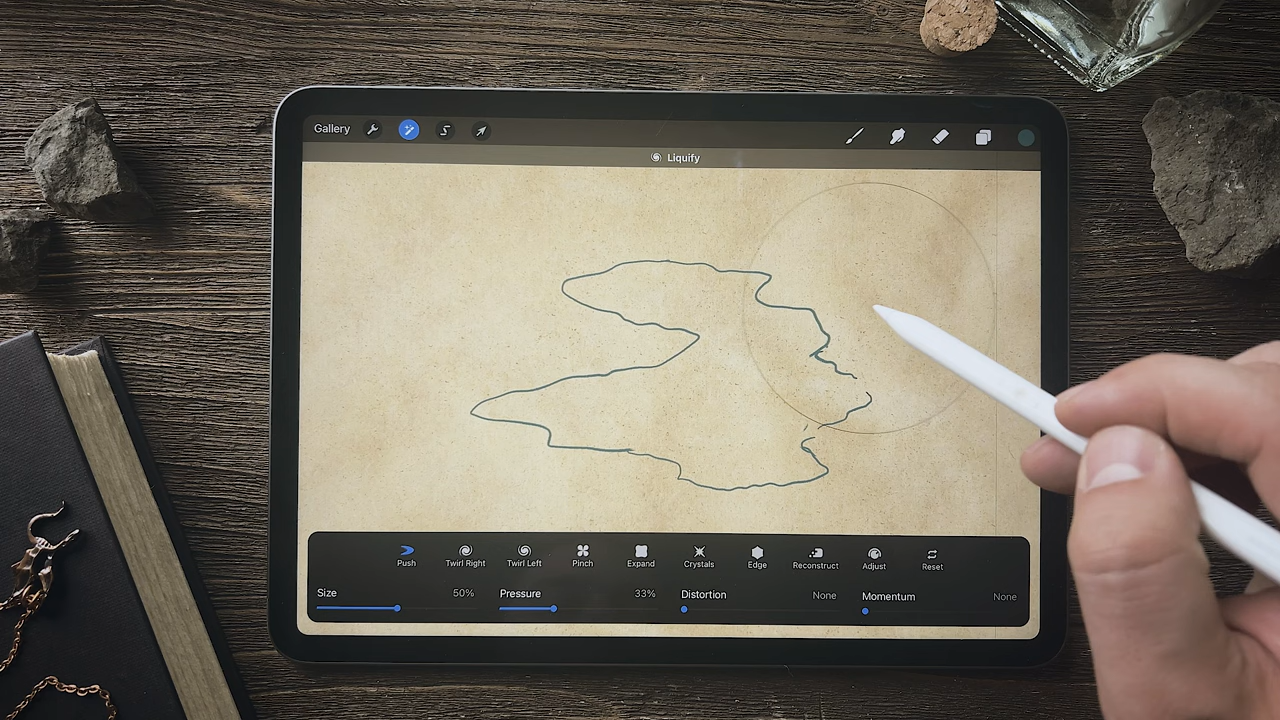 Gallery
Liquify
Push Twirl Right Twirl Left Pinch Expand Crystals Edge Reconstruct Adjust Reset
Size 50% Pressure 33% Distortion None Momentum None